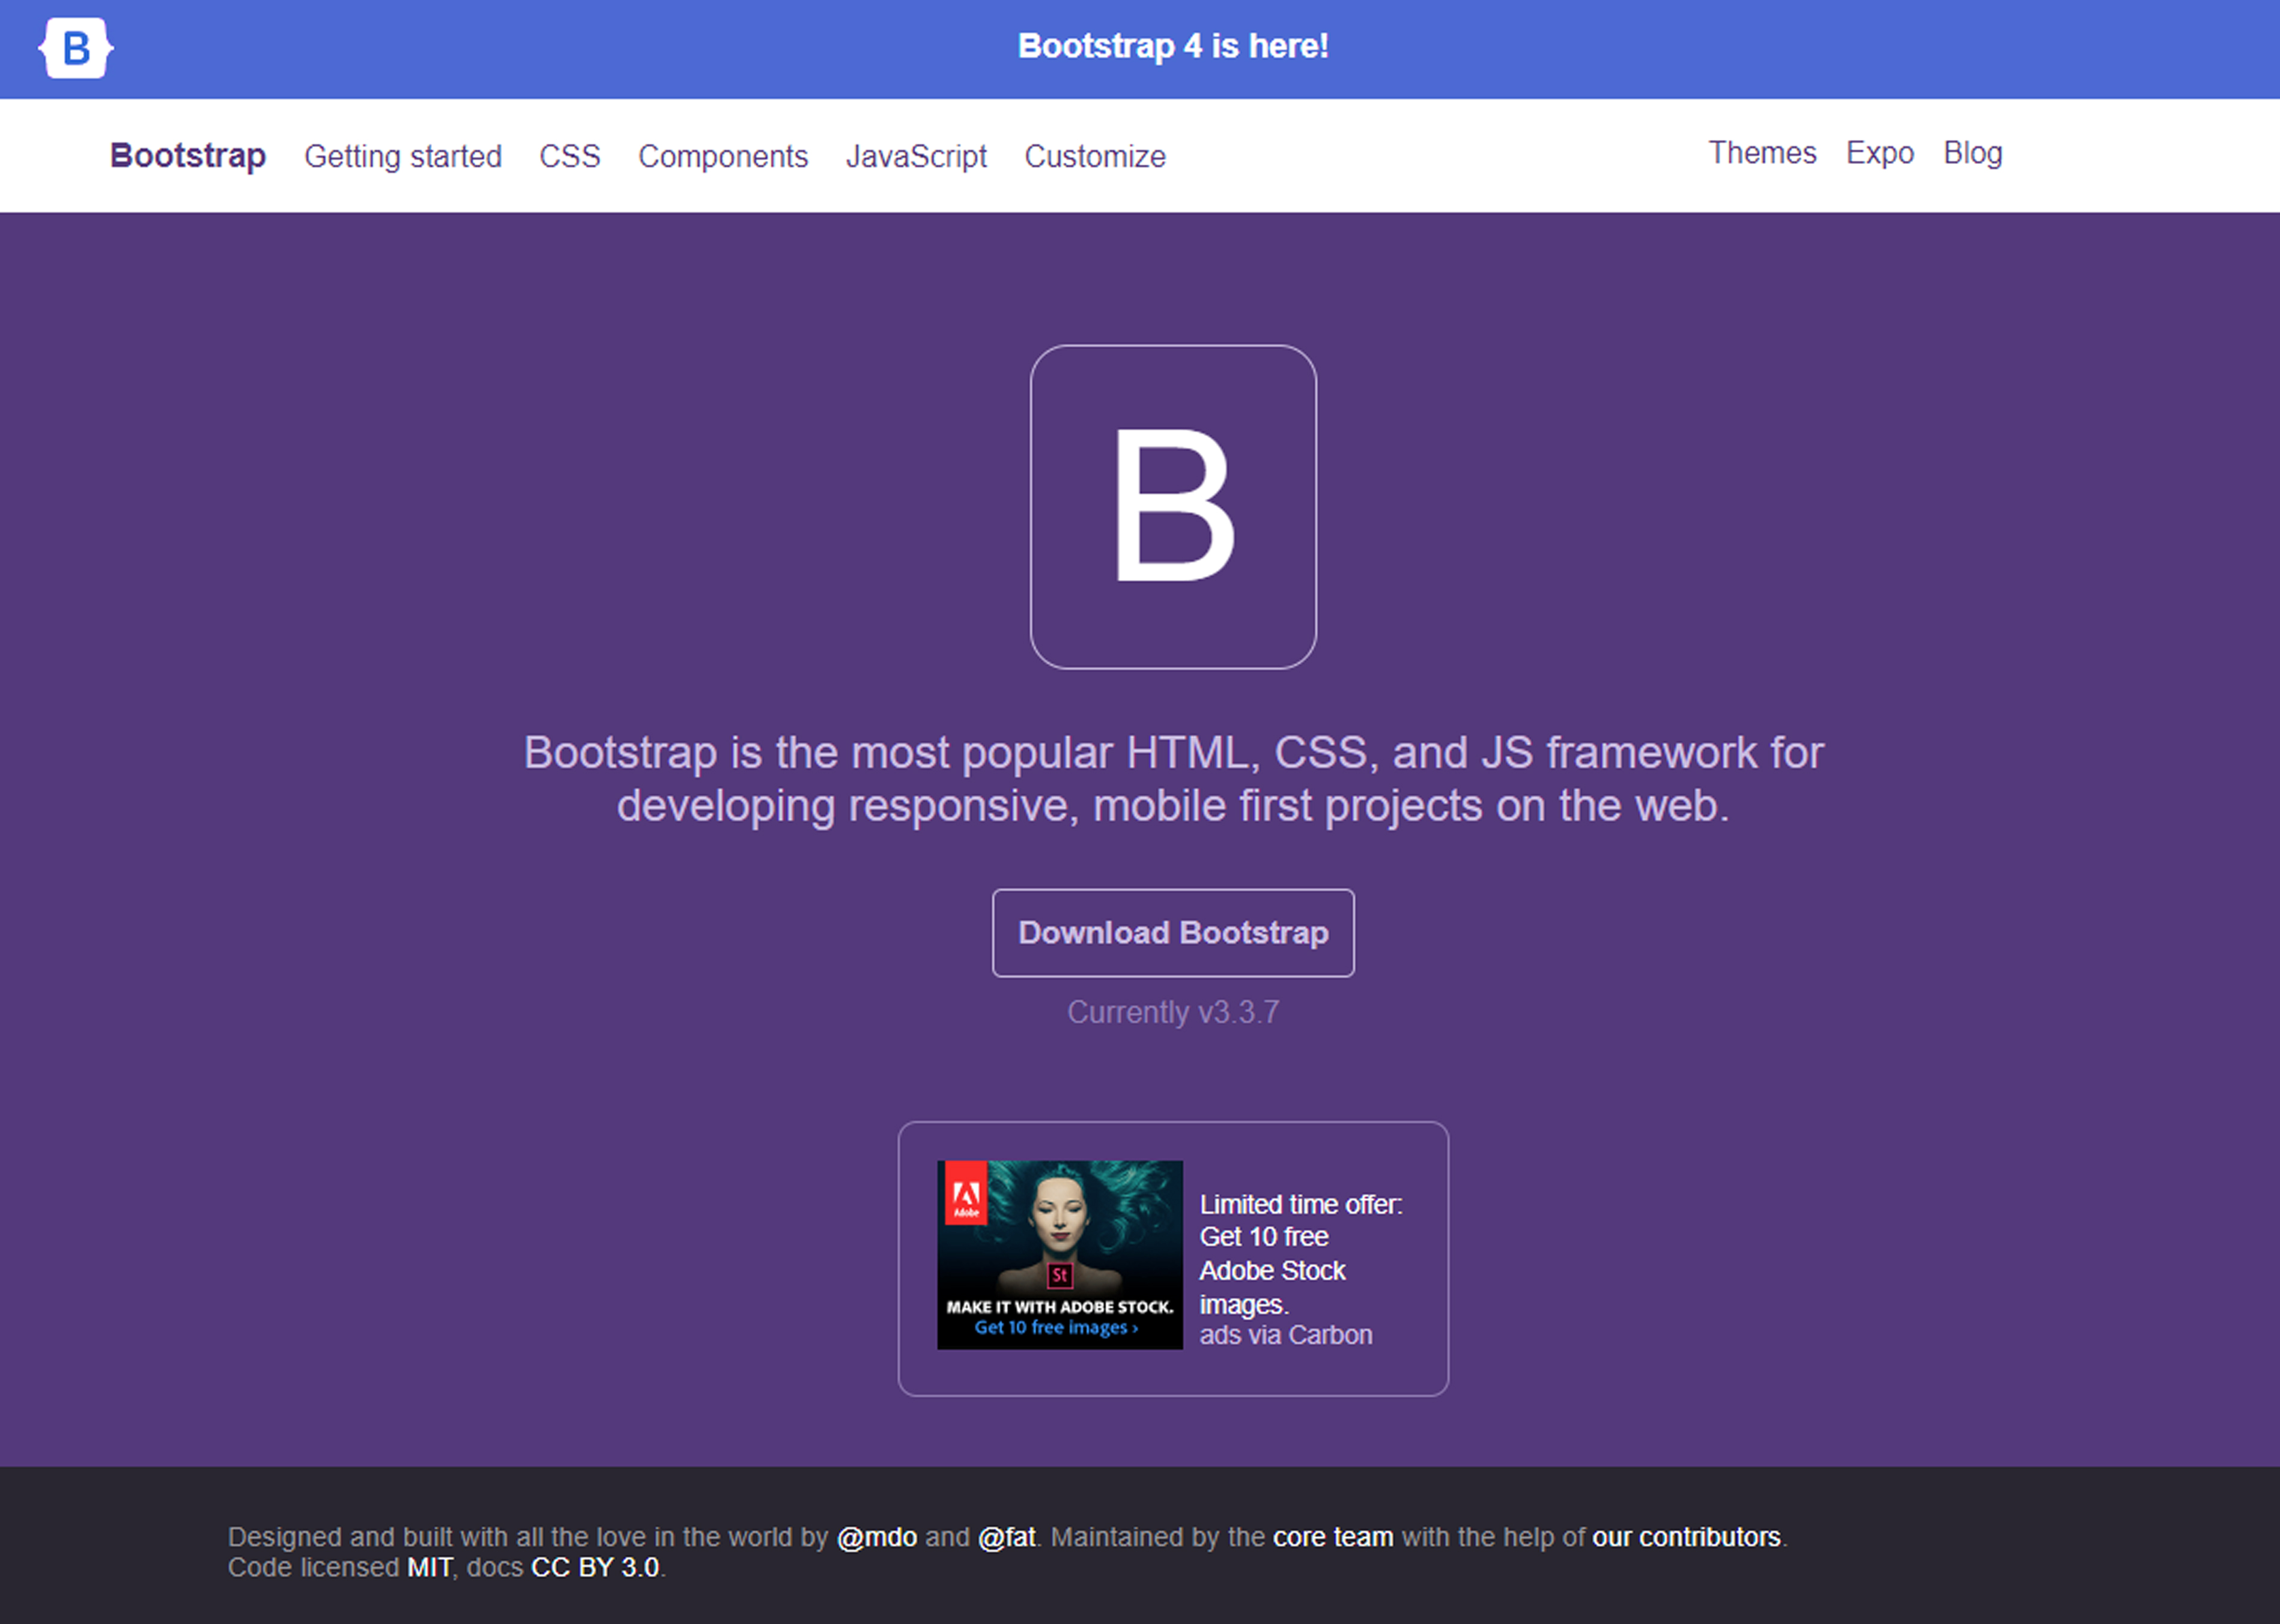 B
Bootstrap 4 is here!
Bootstrap Getting started CSS Components JavaScript Customize Themes Expo Blog
B
Bootstrap is the most popular HTML, CSS, and JS framework for
developing responsive, mobile first projects on the web.
Download Bootstrap
Currently v3.3.7
Adobe
St
MAKE IT WITH ADOBE STOCK.
Get 10 free images ›
Limited time offer:
Get 10 free
Adobe Stock
images.
ads via Carbon
Designed and built with all the love in the world by @mdo and @fat. Maintained by the core team with the help of our contributors.
Code licensed MIT, docs CC BY 3.0.